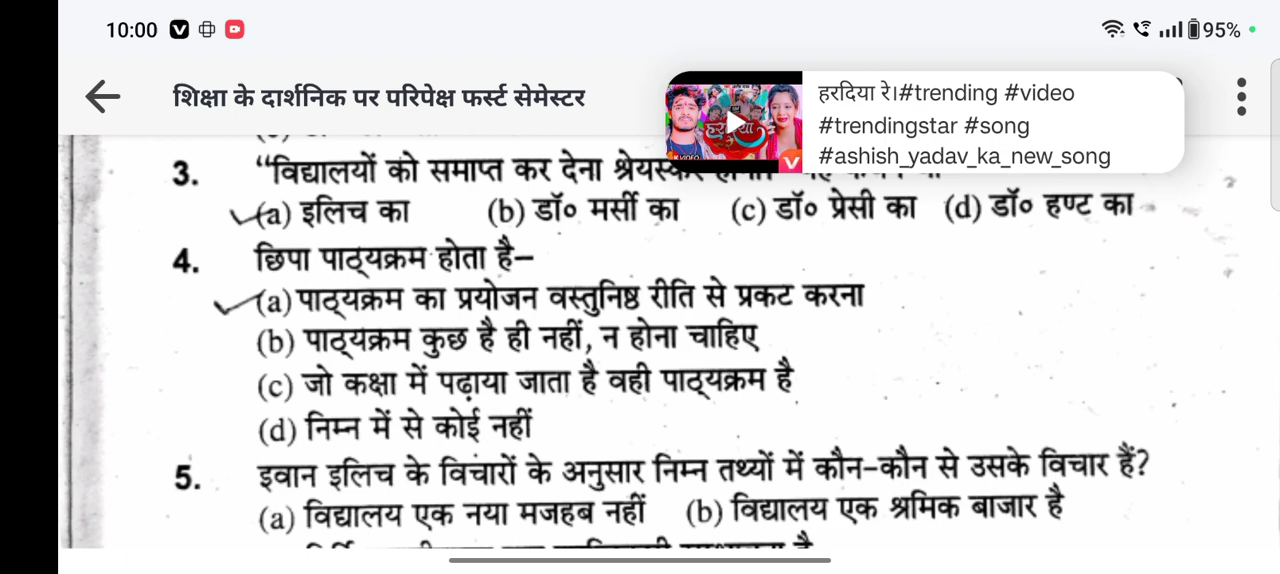 10:00
95%
शिक्षा के दार्शनिक पर परिपेक्ष फर्स्ट सेमेस्टर
हरदिया रे।#trending #video
#trendingstar #song
#ashish_yadav_ka_new_song
3. “विद्यालयों को समाप्त कर देना श्रेयस्कर
(a) इलिच का (b) डॉ० मर्सी का (c) डॉ० प्रेसी का (d) डॉ० हण्ट का
4. छिपा पाठ्यक्रम होता है–
(a) पाठ्यक्रम का प्रयोजन वस्तुनिष्ठ रीति से प्रकट करना
(b) पाठ्यक्रम कुछ है ही नहीं, न होना चाहिए
(c) जो कक्षा में पढ़ाया जाता है वही पाठ्यक्रम है
(d) निम्न में से कोई नहीं
5. इवान इलिच के विचारों के अनुसार निम्न तथ्यों में कौन-कौन से उसके विचार हैं?
(a) विद्यालय एक नया मजहब नहीं (b) विद्यालय एक श्रमिक बाजार है